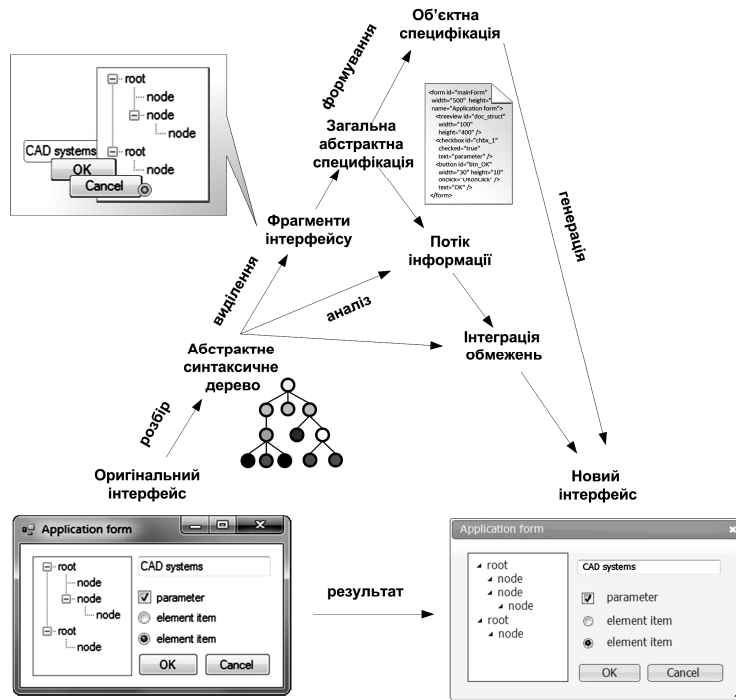 Об’єктна
специфікація
формування
root
node
node
node
root
node
CAD systems
OK
Cancel
Загальна
абстрактна
специфікація
<form id="mainForm"
width="500" height="
name="Application form">
<treeview id="doc_struct"
width="100"
height="400" />
<checkbox id="chbx_1"
checked="true"
text="parameter" />
<button id="btn_OK"
width="30" height="10"
onclick="OkOnClick" />
text="OK" />
</form>
генерація
Фрагменти
інтерфейсу
Потік
інформації
виділення
аналіз
Інтеграція
обмежень
Абстрактне
синтаксичне
дерево
розбір
Оригінальний
інтерфейс
Новий
інтерфейс
Application form
root
node
node
node
root
node
CAD systems
parameter
element item
element item
OK Cancel
результат
Application form
root
node
node
node
root
node
CAD systems
parameter
element item
element item
OK Cancel